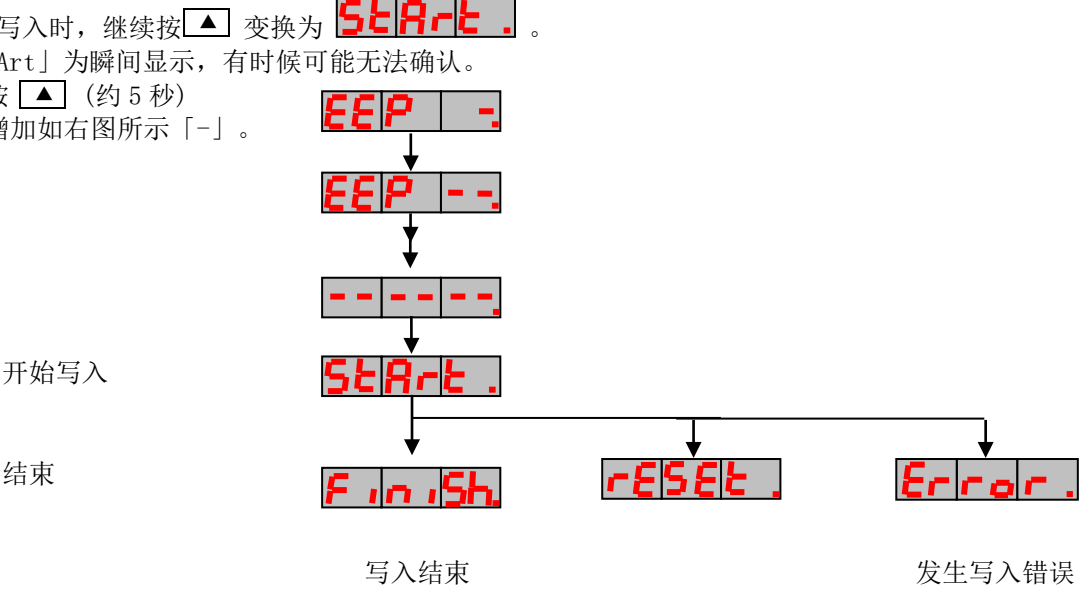 写入时，继续按▲ 变换为 StArt. 。
Art」为瞬间显示，有时候可能无法确认。
按 ▲ (约5秒)
增加如右图所示「-」。
EEP -.
EEP --.
------.
开始写入 StArt .
结束 FiniSh. rESEt . Error .
写入结束 发生写入错误